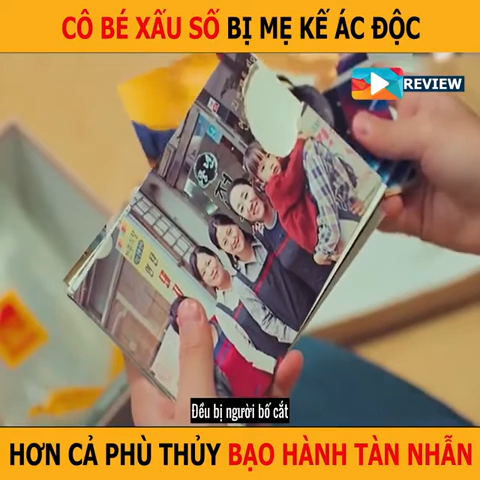 CÔ BÉ XẤU SỐ BỊ MẸ KẾ ÁC ĐỘC
REVIEW
Đều bị người bố cắt
HƠN CẢ PHÙ THỦY BẠO HÀNH TÀN NHẪN